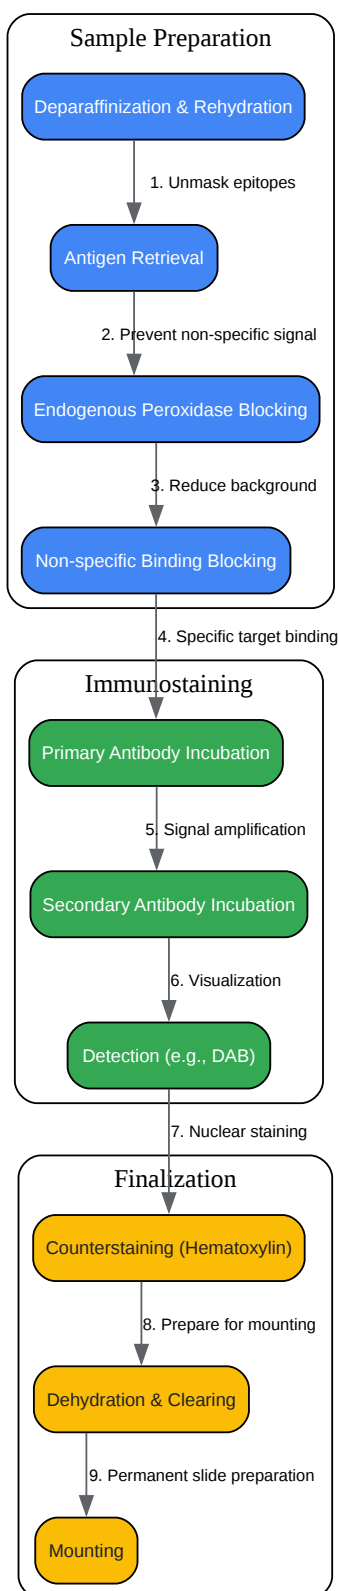 Sample Preparation
Deparaffinization & Rehydration
1. Unmask epitopes
Antigen Retrieval
2. Prevent non-specific signal
Endogenous Peroxidase Blocking
3. Reduce background
Non-specific Binding Blocking
4. Specific target binding
Immunostaining
Primary Antibody Incubation
5. Signal amplification
Secondary Antibody Incubation
6. Visualization
Detection (e.g., DAB)
7. Nuclear staining
Finalization
Counterstaining (Hematoxylin)
8. Prepare for mounting
Dehydration & Clearing
9. Permanent slide preparation
Mounting